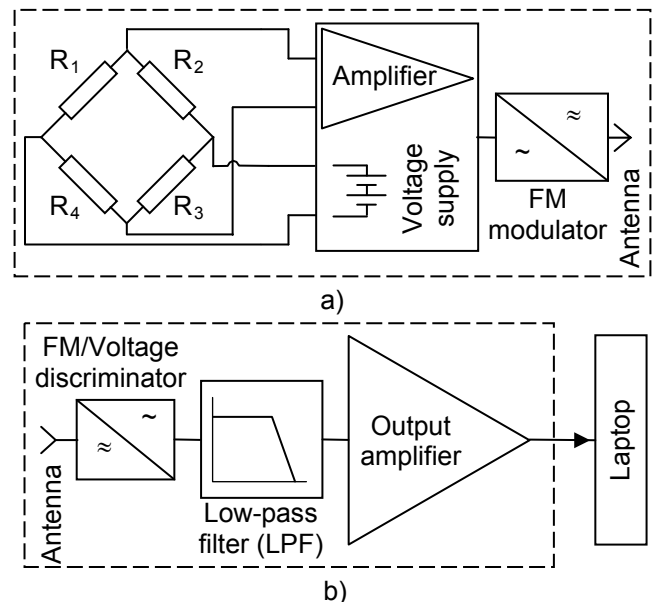 R1
R2
R4
R3
Amplifier
Voltage
supply
≈
~
FM
modulator
Antenna
a)
FM/Voltage
discriminator
~
≈
Antenna
Low-pass
filter (LPF)
Output
amplifier
Laptop
b)